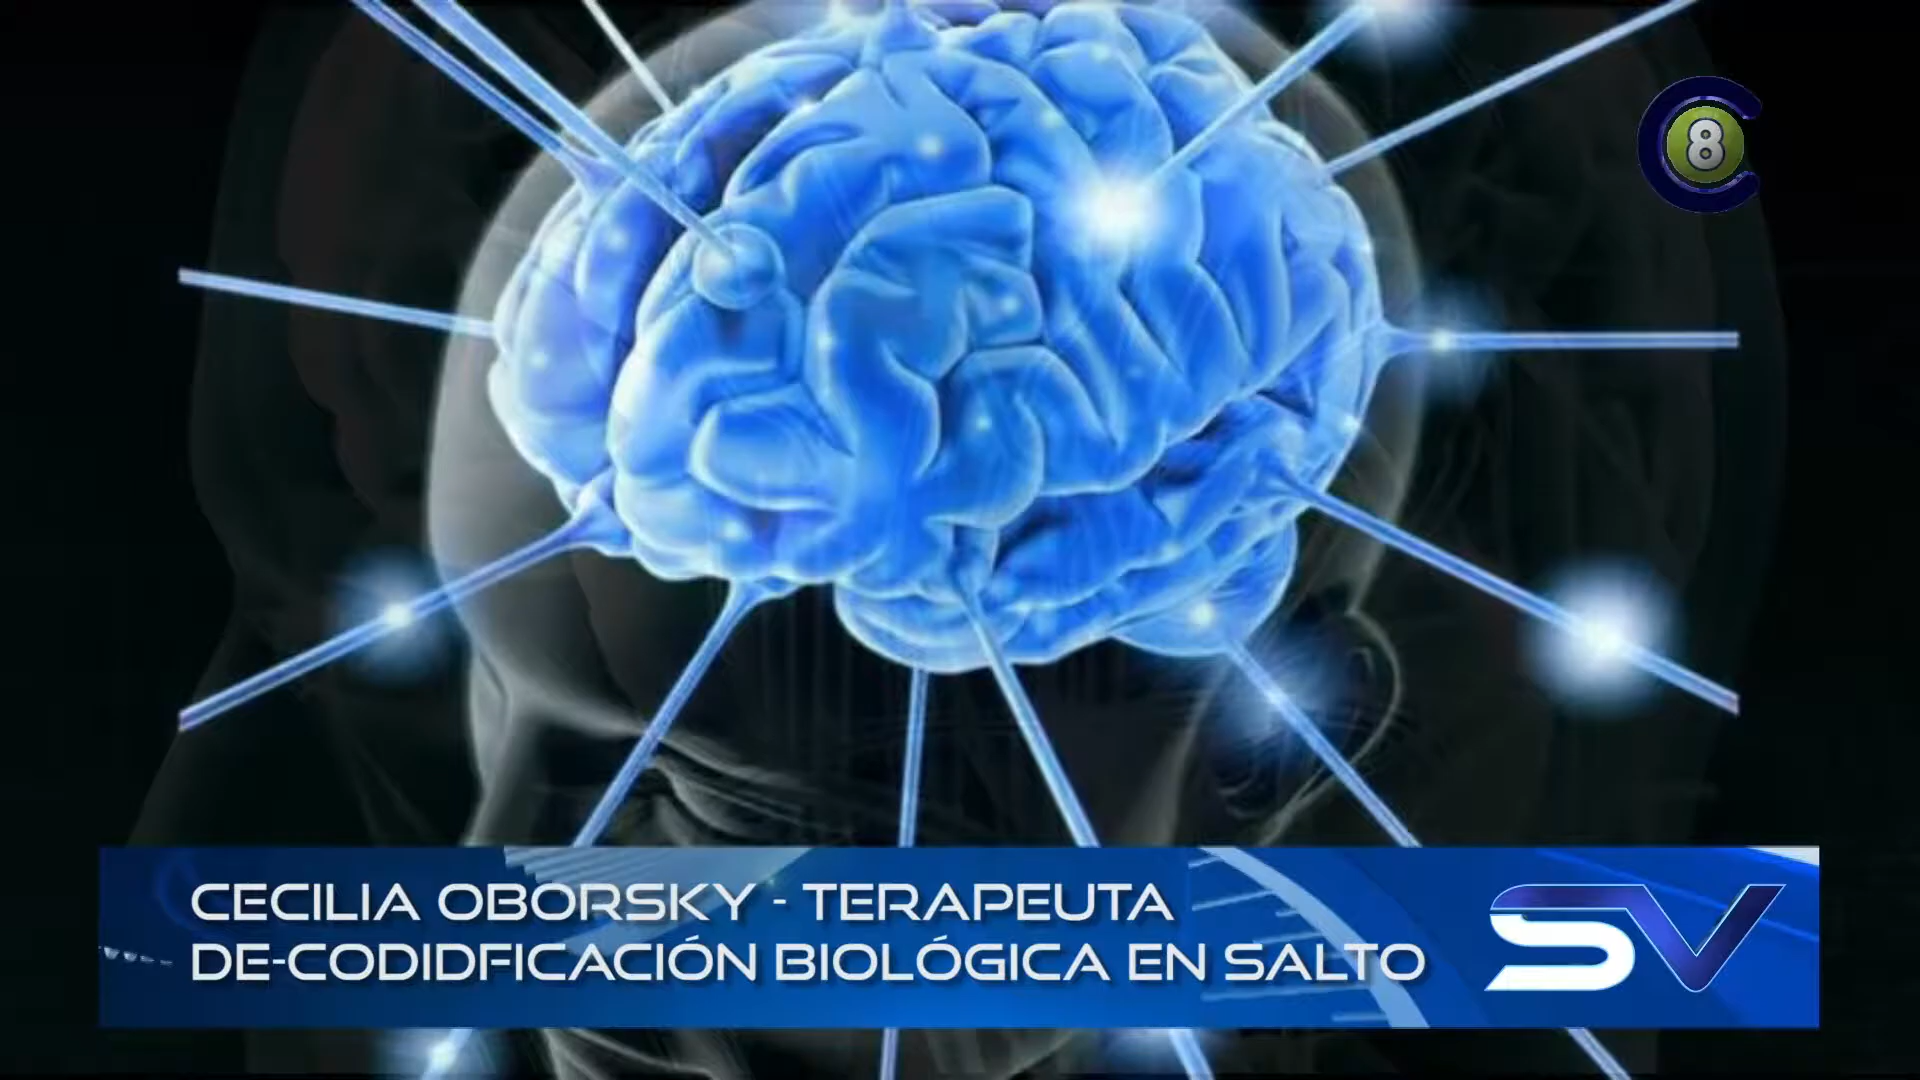 8
CECILIA OBORSKY - TERAPEUTA
DE-CODIDFICACIÓN BIOLÓGICA EN SALTO
SV